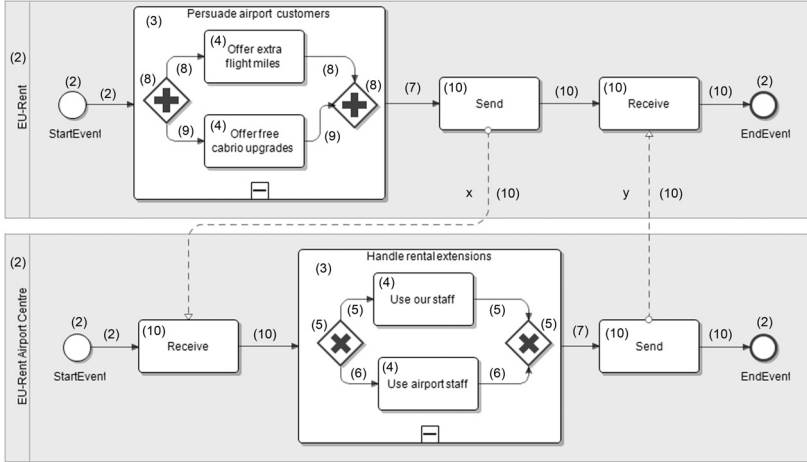 Persuade airport customers
(3)
(2)
EU-Rent
(2)
(2)
StartEvent
(8)
(8)
(9)
(4)
Offer extra
flight miles
(4)
Offer free
cabrio upgrades
(8)
(9)
(8)
(7)
(10)
Send
(10)
(10)
Receive
(10)
(2)
EndEvent
x
(10)
y
(10)
(2)
EU-Rent Airport Centre
(2)
(2)
StartEvent
(10)
Receive
(10)
Handle rental extensions
(3)
(5)
(5)
(6)
(4)
Use our staff
(4)
Use airport staff
(5)
(6)
(5)
(7)
(10)
Send
(10)
(2)
EndEvent